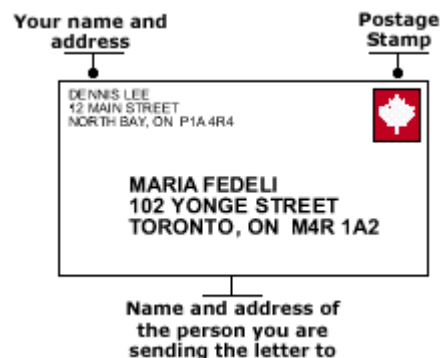 Your name and
address
Postage
Stamp
DENNIS LEE
12 MAIN STREET
NORTH BAY, ON P1A 4R4
MARIA FEDELI
102 YONGE STREET
TORONTO, ON M4R 1A2
Name and address of
the person you are
sending the letter to